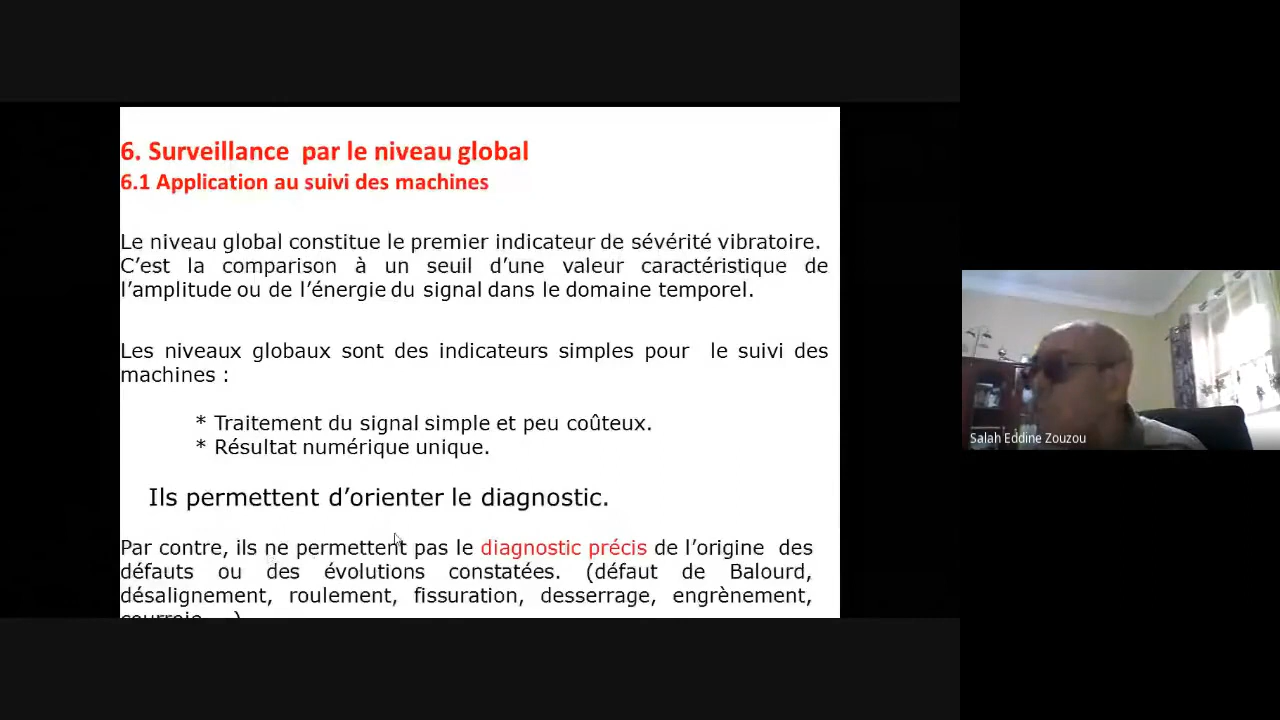 6. Surveillance par le niveau global
6.1 Application au suivi des machines
Le niveau global constitue le premier indicateur de sévérité vibratoire.
C’est la comparaison à un seuil d’une valeur caractéristique de
l’amplitude ou de l’énergie du signal dans le domaine temporel.
Les niveaux globaux sont des indicateurs simples pour le suivi des
machines :
* Traitement du signal simple et peu coûteux.
* Résultat numérique unique.
Ils permettent d’orienter le diagnostic.
Par contre, ils ne permettent pas le diagnostic précis de l’origine des
défauts ou des évolutions constatées. (défaut de Balourd,
désalignement, roulement, fissuration, desserrage, engrènement,
Salah Eddine Zouzou